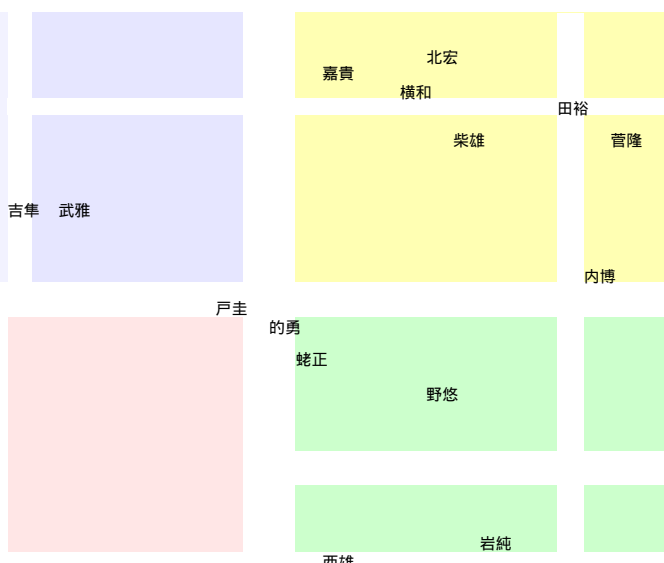 北宏
嘉貴
横和
田裕
柴雄
菅隆
吉隼
武雅
内博
戸圭
的勇
蛯正
野悠
岩純